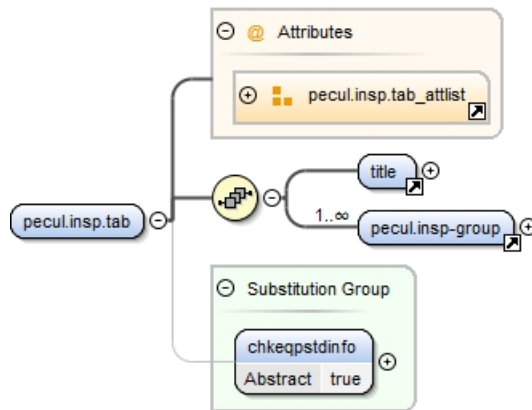 @ Attributes
pecul.insp.tab_attlist
title
1..∞
pecul.insp.tab
pecul.insp-group
Substitution Group
chkeqpstdinfo
Abstract true